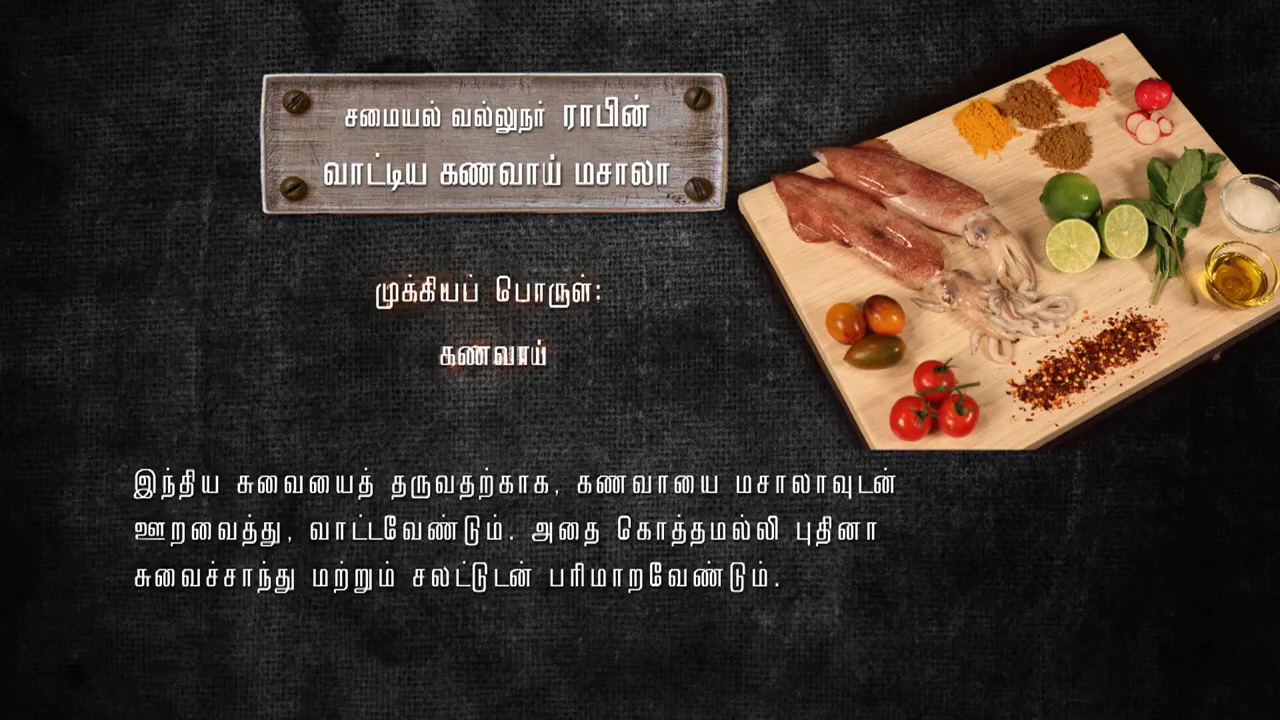 சமையல் வல்லுநர் ராபின்
வாட்டிய கணவாய் மசாலா
முக்கியப் பொருள்:
கணவாய்
இந்திய சுவையைத் தருவதற்காக, கணவாயை மசாலாவுடன்
ஊறவைத்து, வாட்டவேண்டும். அதை கொத்தமல்லி புதினா
சுவைச்சாந்து மற்றும் சலட்டுடன் பரிமாறவேண்டும்.